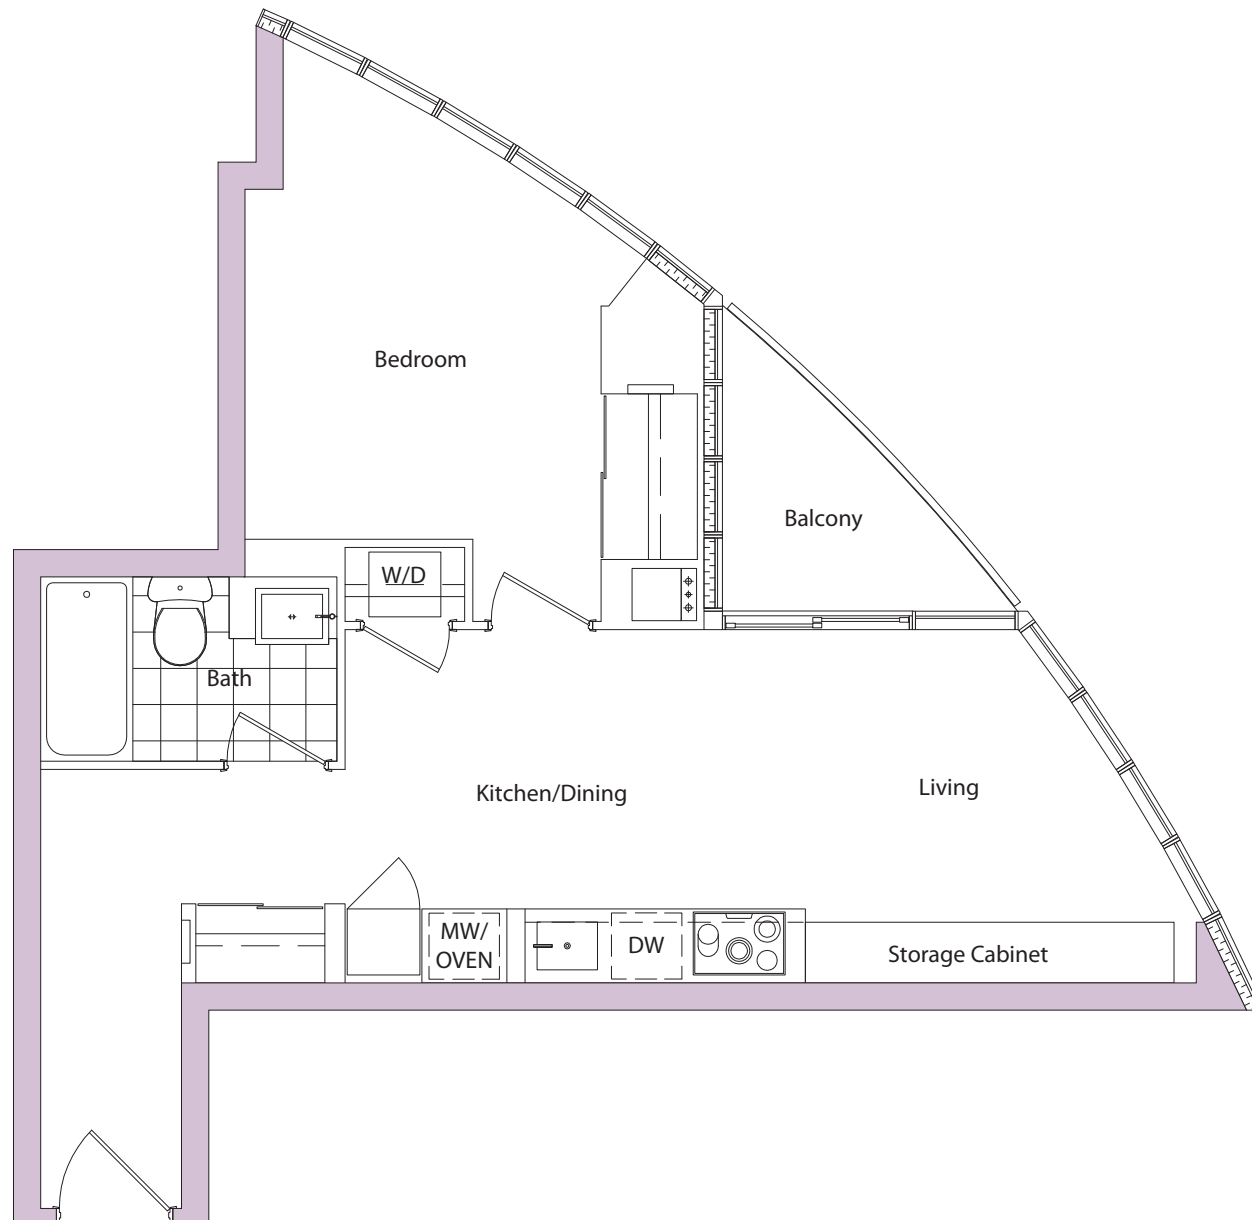 Bedroom
Balcony
W/D
Bath
Kitchen/Dining
Living
MW/
OVEN
DW
Storage Cabinet